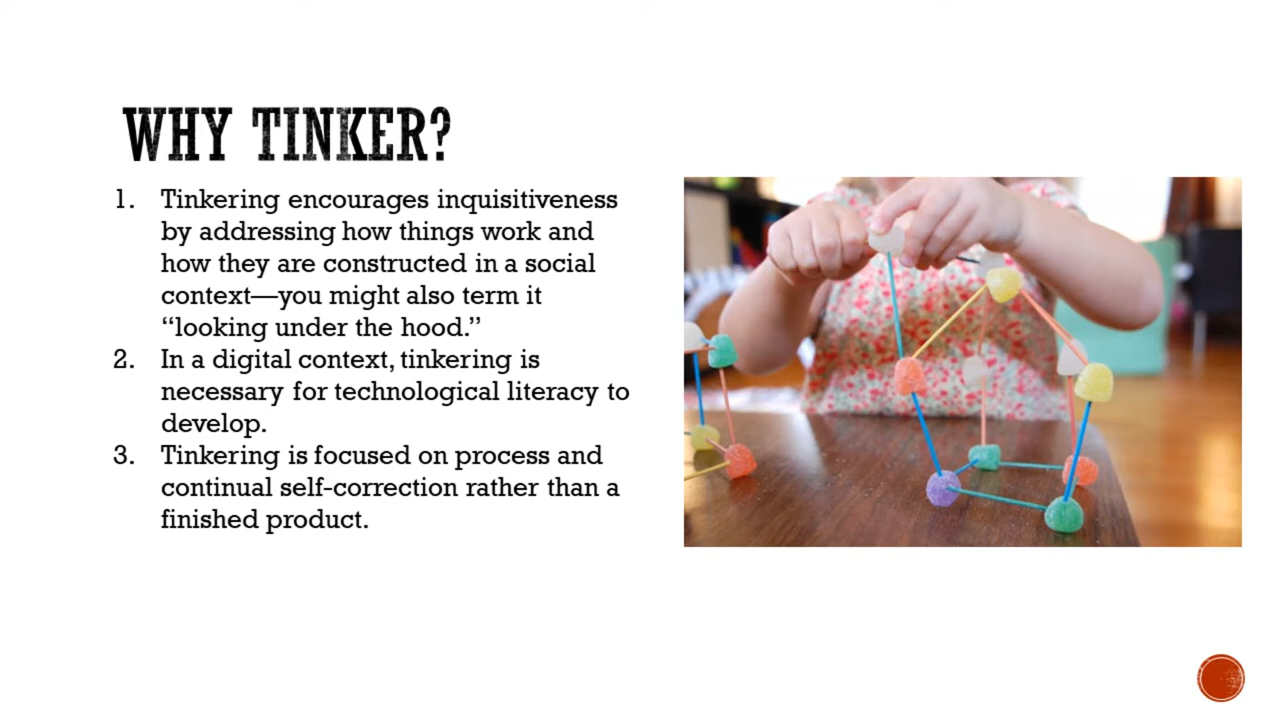 WHY TINKER?
1. Tinkering encourages inquisitiveness
by addressing how things work and
how they are constructed in a social
context—you might also term it
“looking under the hood.”
2. In a digital context, tinkering is
necessary for technological literacy to
develop.
3. Tinkering is focused on process and
continual self-correction rather than a
finished product.